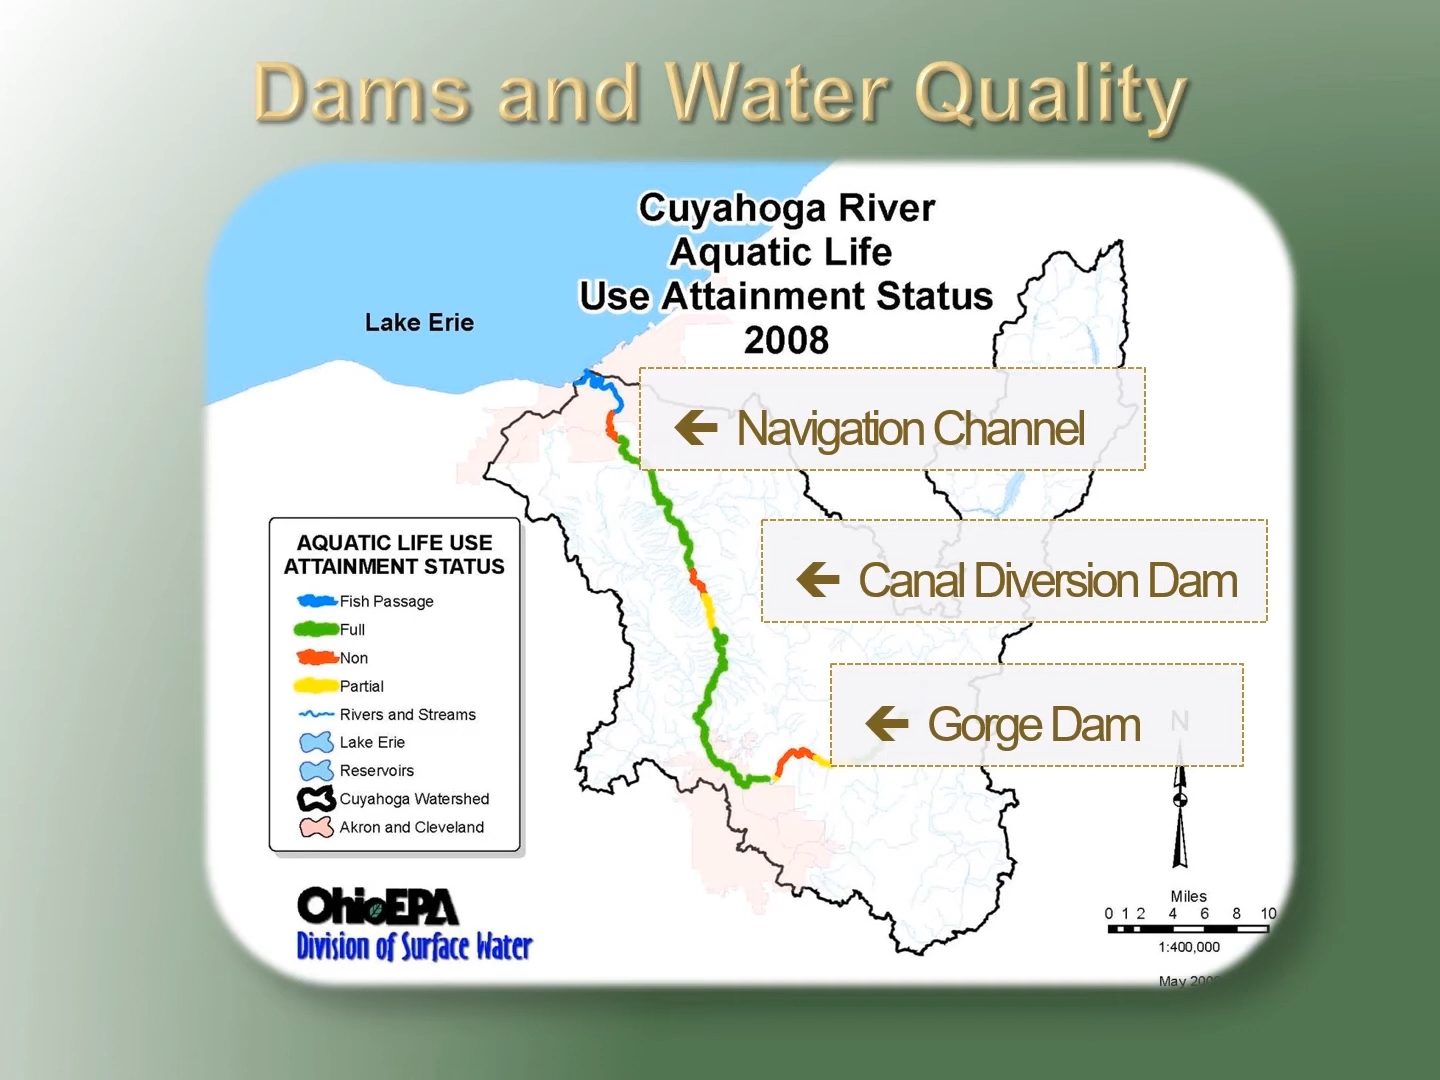 Dams and Water Quality
Cuyahoga River
Aquatic Life
Use Attainment Status
2008
Lake Erie
🡸 Navigation Channel
🡸 Canal Diversion Dam
🡸 Gorge Dam
AQUATIC LIFE USE
ATTAINMENT STATUS
Fish Passage
Full
Non
Partial
Rivers and Streams
Lake Erie
Reservoirs
Cuyahoga Watershed
Akron and Cleveland
OhioEPA
Division of Surface Water
N
Miles
0 1 2 4 6 8 10
1:400,000
May